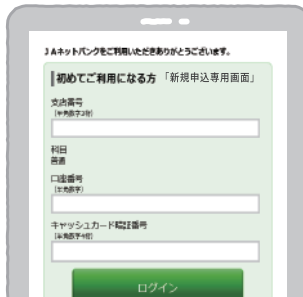 JAネットバンクをご利用いただきありがとうございます。
初めてご利用になる方「新規申込専用画面」
支店番号
(半角数字3桁)
科目
普通
口座番号
(半角数字)
キャッシュカード暗証番号
(半角数字4桁)
ログイン